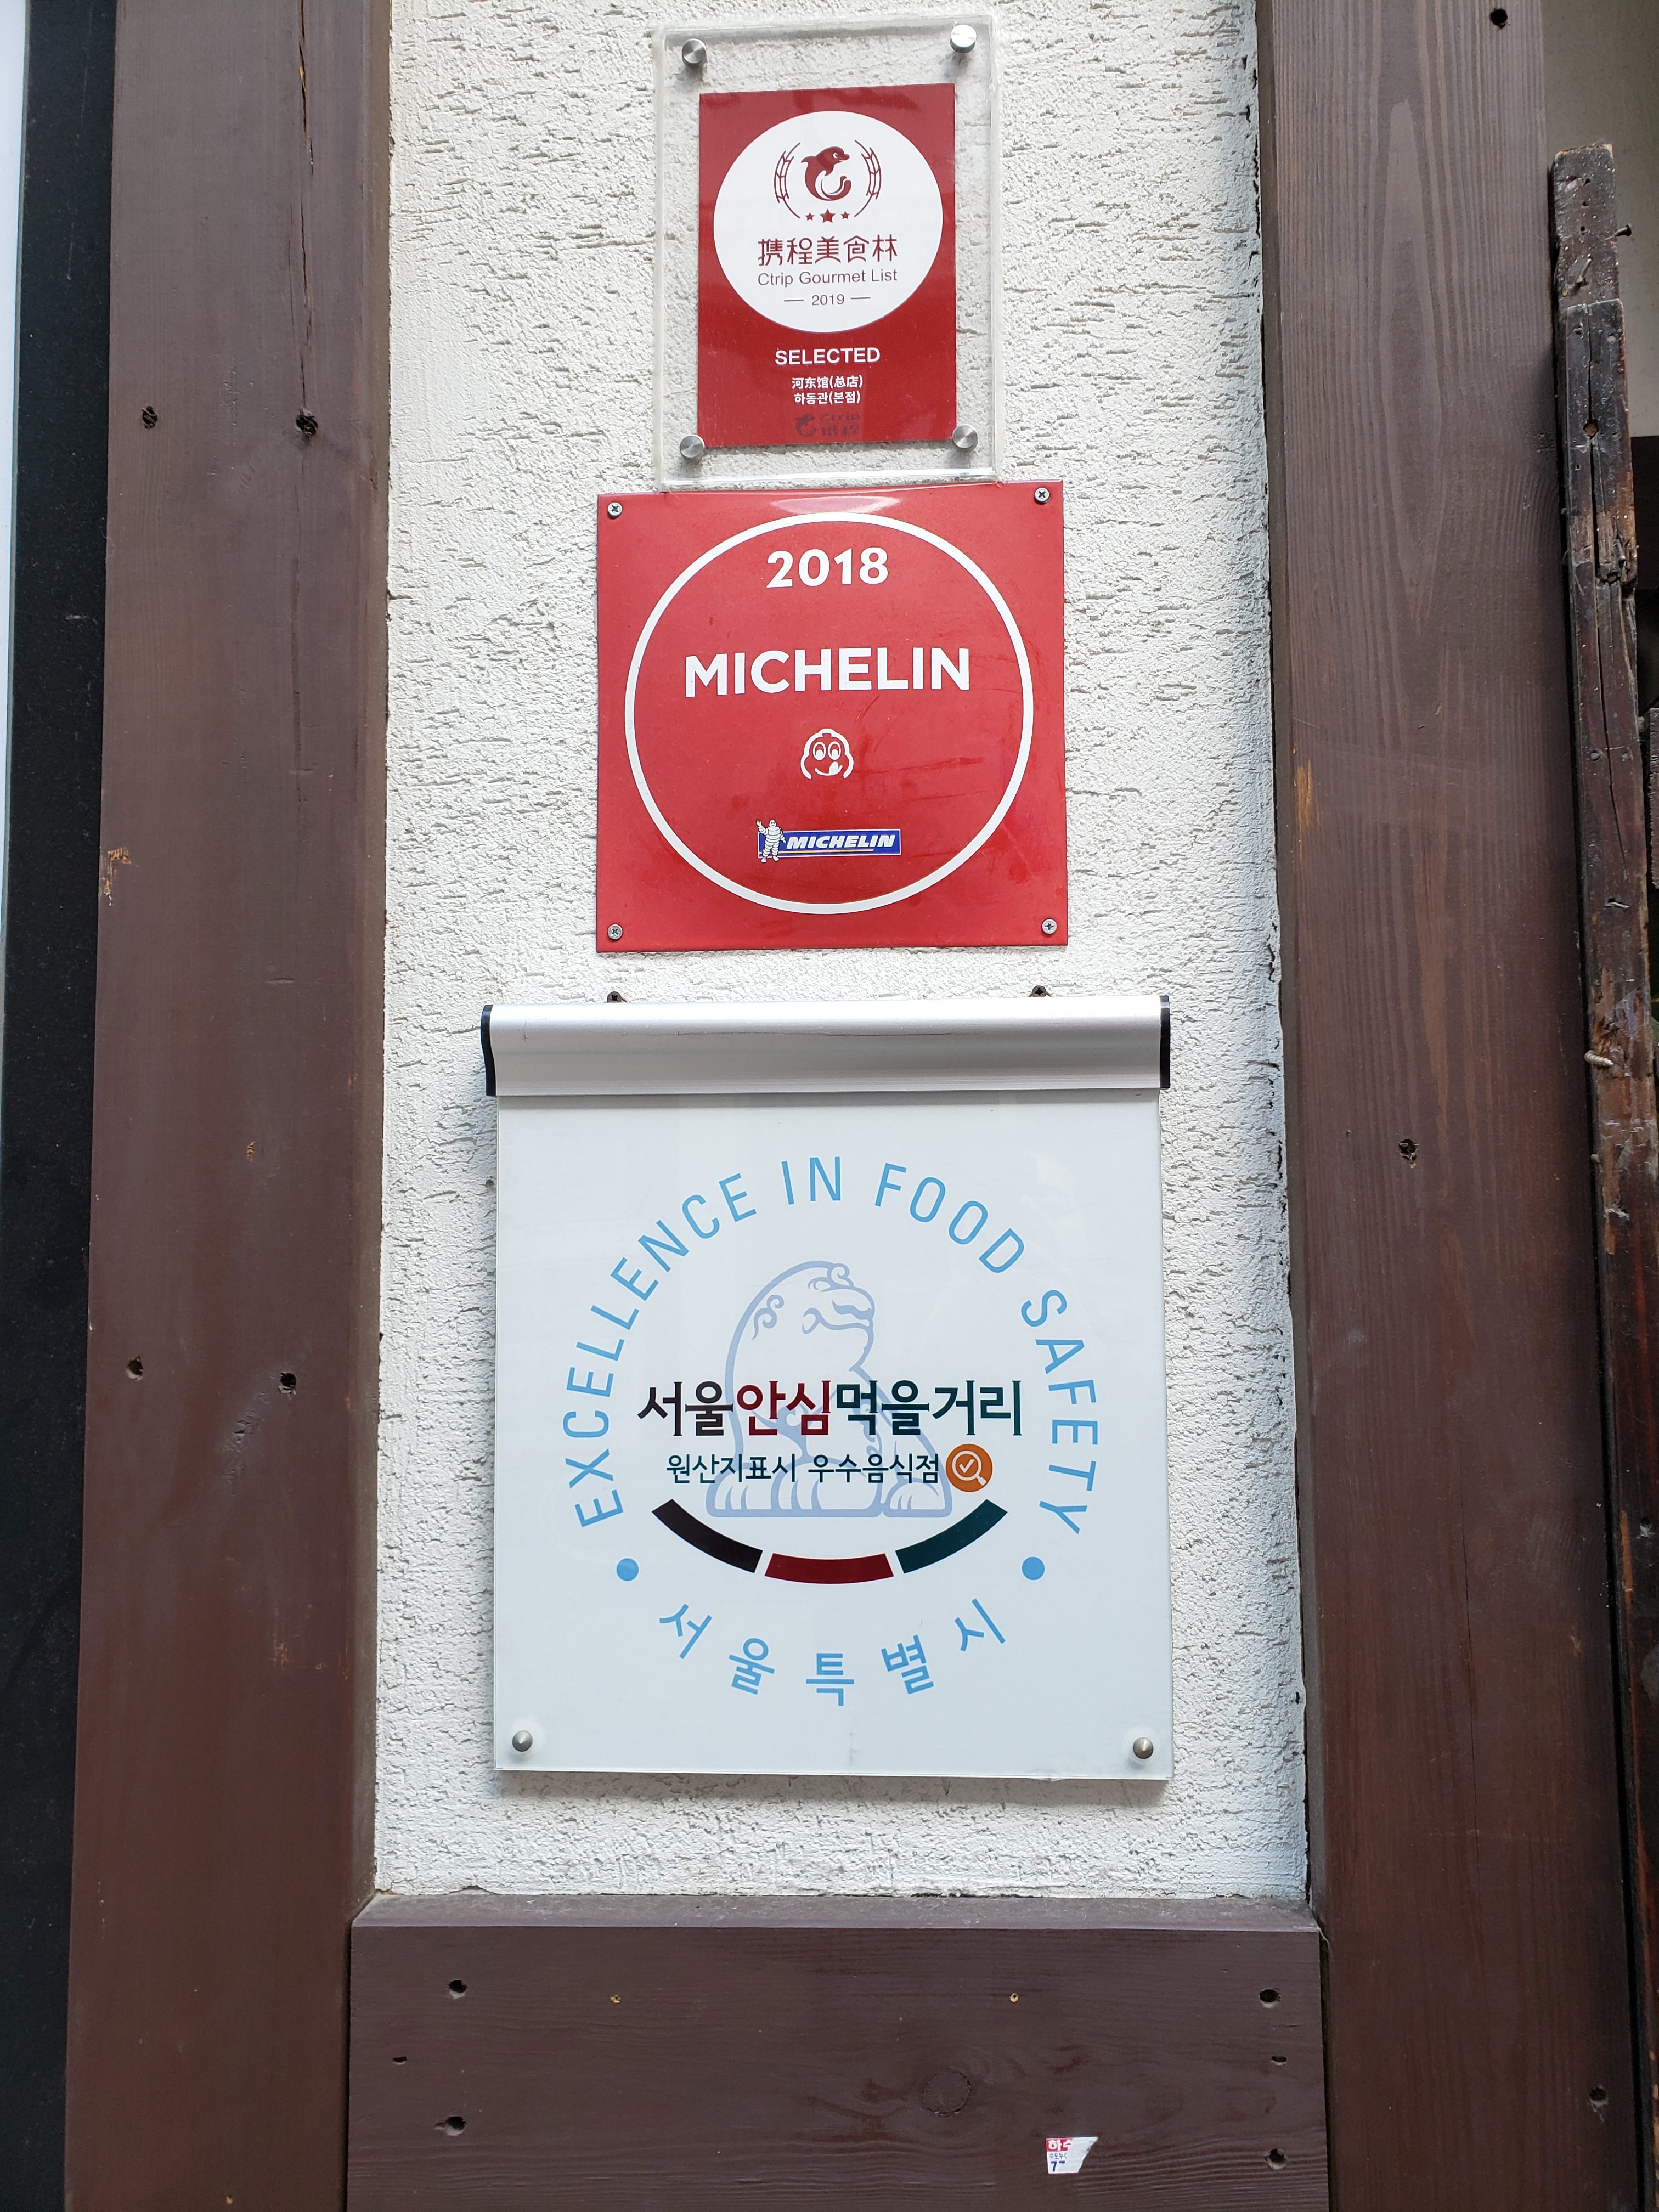 携程美食林
Ctrip Gourmet List
2019
SELECTED
河东馆(总店)
하동관(본점)
2018
MICHELIN
MICHELIN
EXCELLENCE IN FOOD SAFETY
서울안심먹을거리
원산지표시 우수음식점
서울특별시